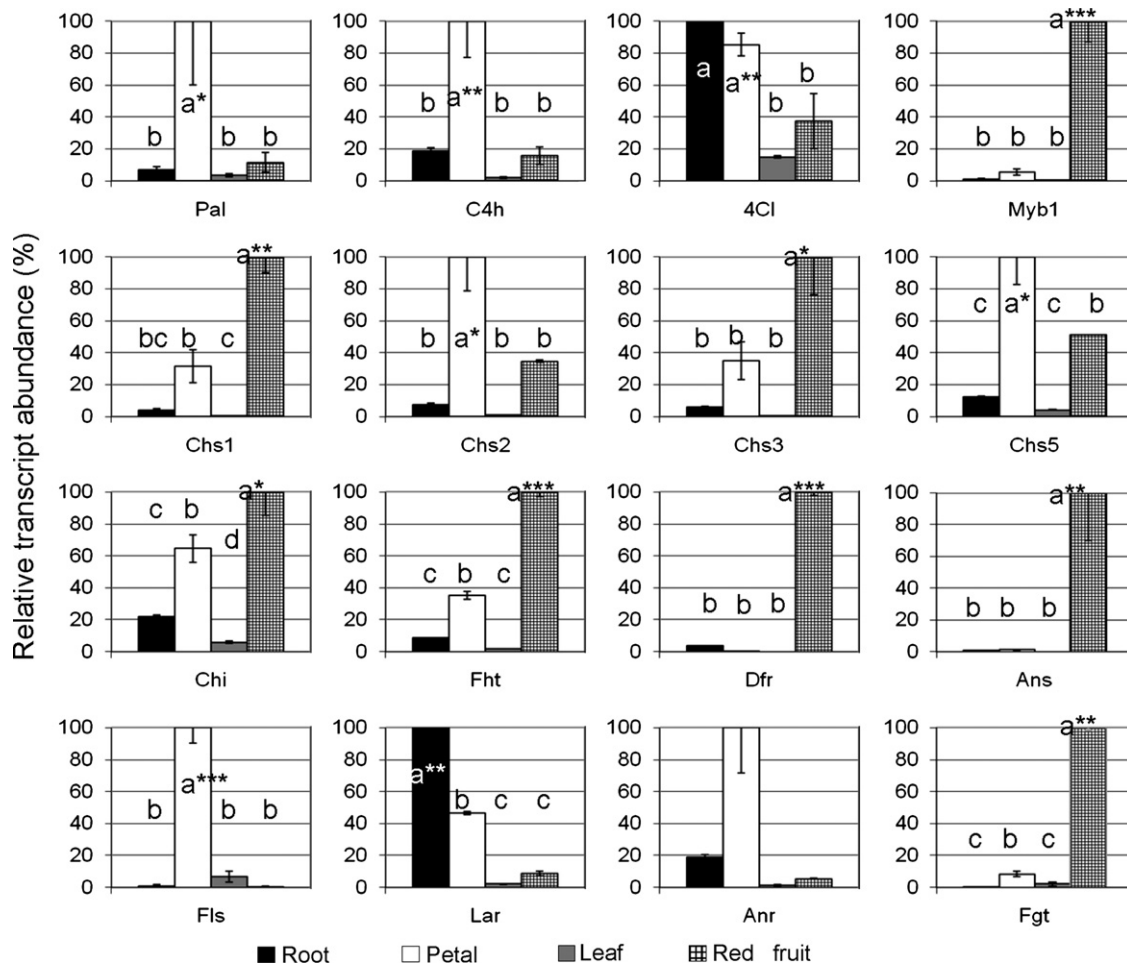 Relative transcript abundance (%)
100 100 100 a*** 100
80 80 80 80
60 60 a b 60
a* a** a**
40 b b b b b b 40 b 40 b b b
20 20 20 20
0 0 0 0
Pal C4h 4Cl Myb1
100 a** 100 100 a* 100
80 80 80 80
c a* c b
60 bc b c 60 b a* b b 60 b b b 60
40 40 40 40
20 20 20 20
0 0 0 0
Chs1 Chs2 Chs3 Chs5
100 a* 100 a*** 100 a*** 100 a**
80 c b 80 80 80
60 d 60 c b c 60 60
40 40 40 b b b 40 b b b
20 20 20 20
0 0 0 0
Chi Fht Dfr Ans
100 100 100 100 a**
80 80 a** 80 80
60 a*** 60 b c c 60 60
40 b b b 40 40 40 c b c
20 20 20 20
0 0 0 0
Fls Lar Anr Fgt
Root Petal Leaf Red fruit